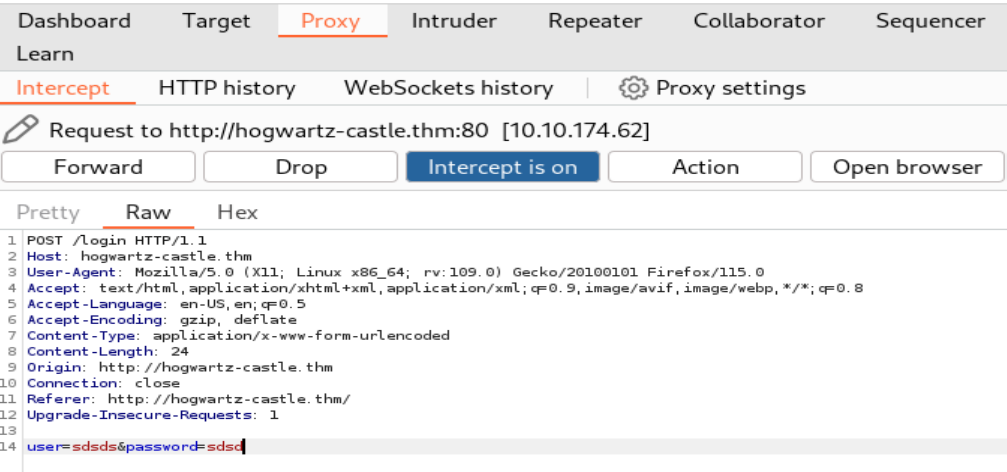 Dashboard Target Proxy Intruder Repeater Collaborator Sequencer
Learn
Intercept HTTP history WebSockets history Proxy settings
Request to http://hogwartz-castle.thm:80 [10.10.174.62]
Forward Drop Intercept is on Action Open browser
Pretty Raw Hex
1 POST /login HTTP/1.1
2 Host: hogwartz-castle.thm
3 User-Agent: Mozilla/5.0 (X11; Linux x86_64; rv:109.0) Gecko/20100101 Firefox/115.0
4 Accept: text/html,application/xhtml+xml,application/xml;q=0.9,image/avif,image/webp,*/*;q=0.8
5 Accept-Language: en-US,en;q=0.5
6 Accept-Encoding: gzip, deflate
7 Content-Type: application/x-www-form-urlencoded
8 Content-Length: 24
9 Origin: http://hogwartz-castle.thm
10 Connection: close
11 Referer: http://hogwartz-castle.thm/
12 Upgrade-Insecure-Requests: 1
13
14 user=sdsds&password=sdsd